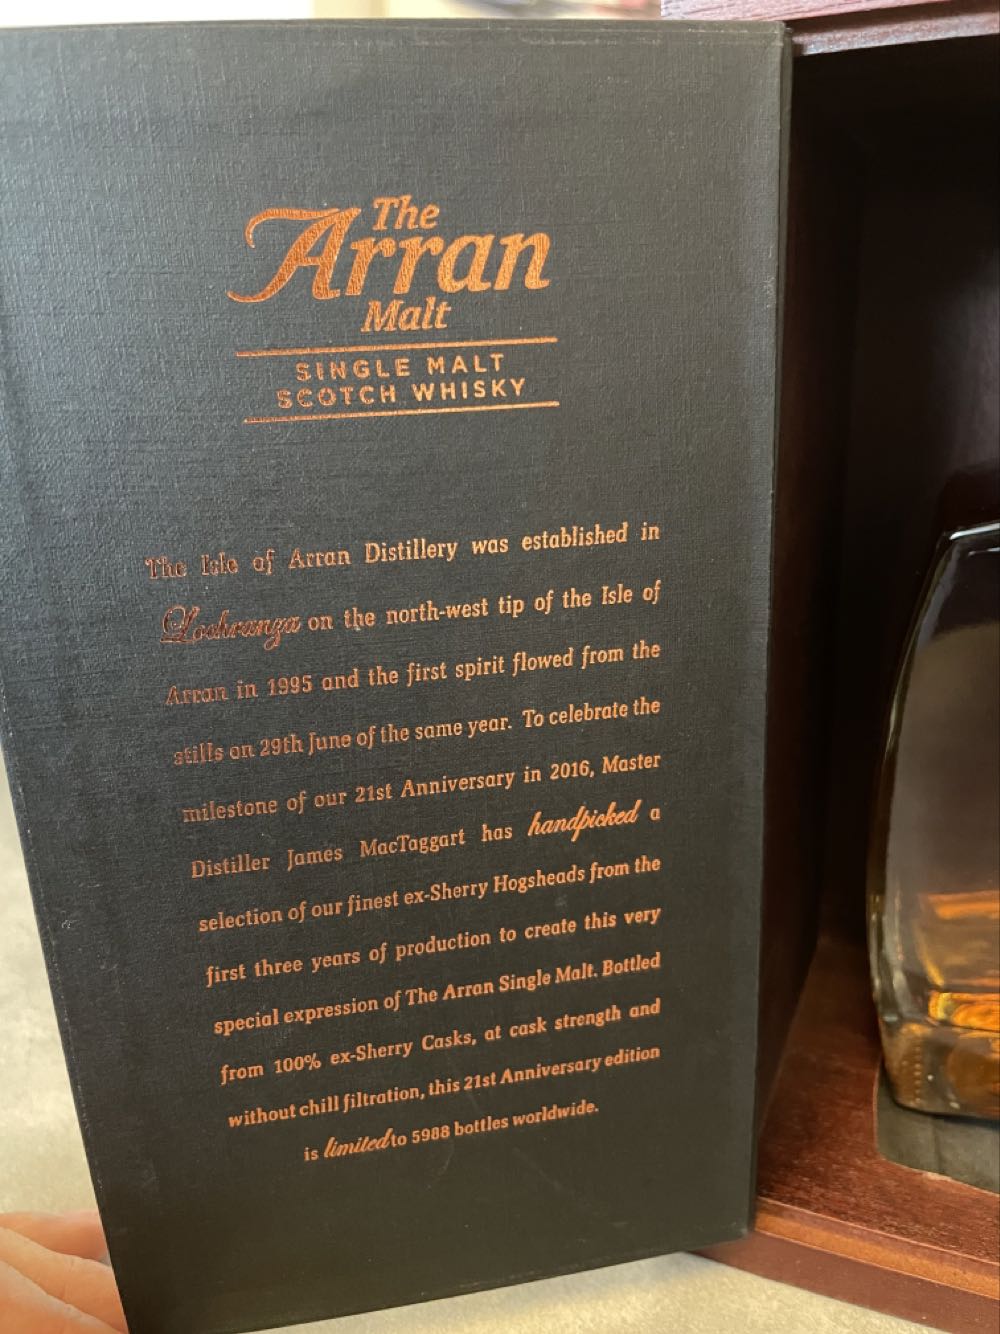 The
Arran
Malt
SINGLE MALT
SCOTCH WHISKY
The Isle of Arran Distillery was established in
Lochranza on the north-west tip of the Isle of
Arran in 1995 and the first spirit flowed from the
stills on 29th June of the same year. To celebrate the
milestone of our 21st Anniversary in 2016, Master
Distiller James MacTaggart has handpicked a
selection of our finest ex-Sherry Hogsheads from the
first three years of production to create this very
special expression of The Arran Single Malt. Bottled
from 100% ex-Sherry Casks, at cask strength and
without chill filtration, this 21st Anniversary edition
is limited to 5988 bottles worldwide.